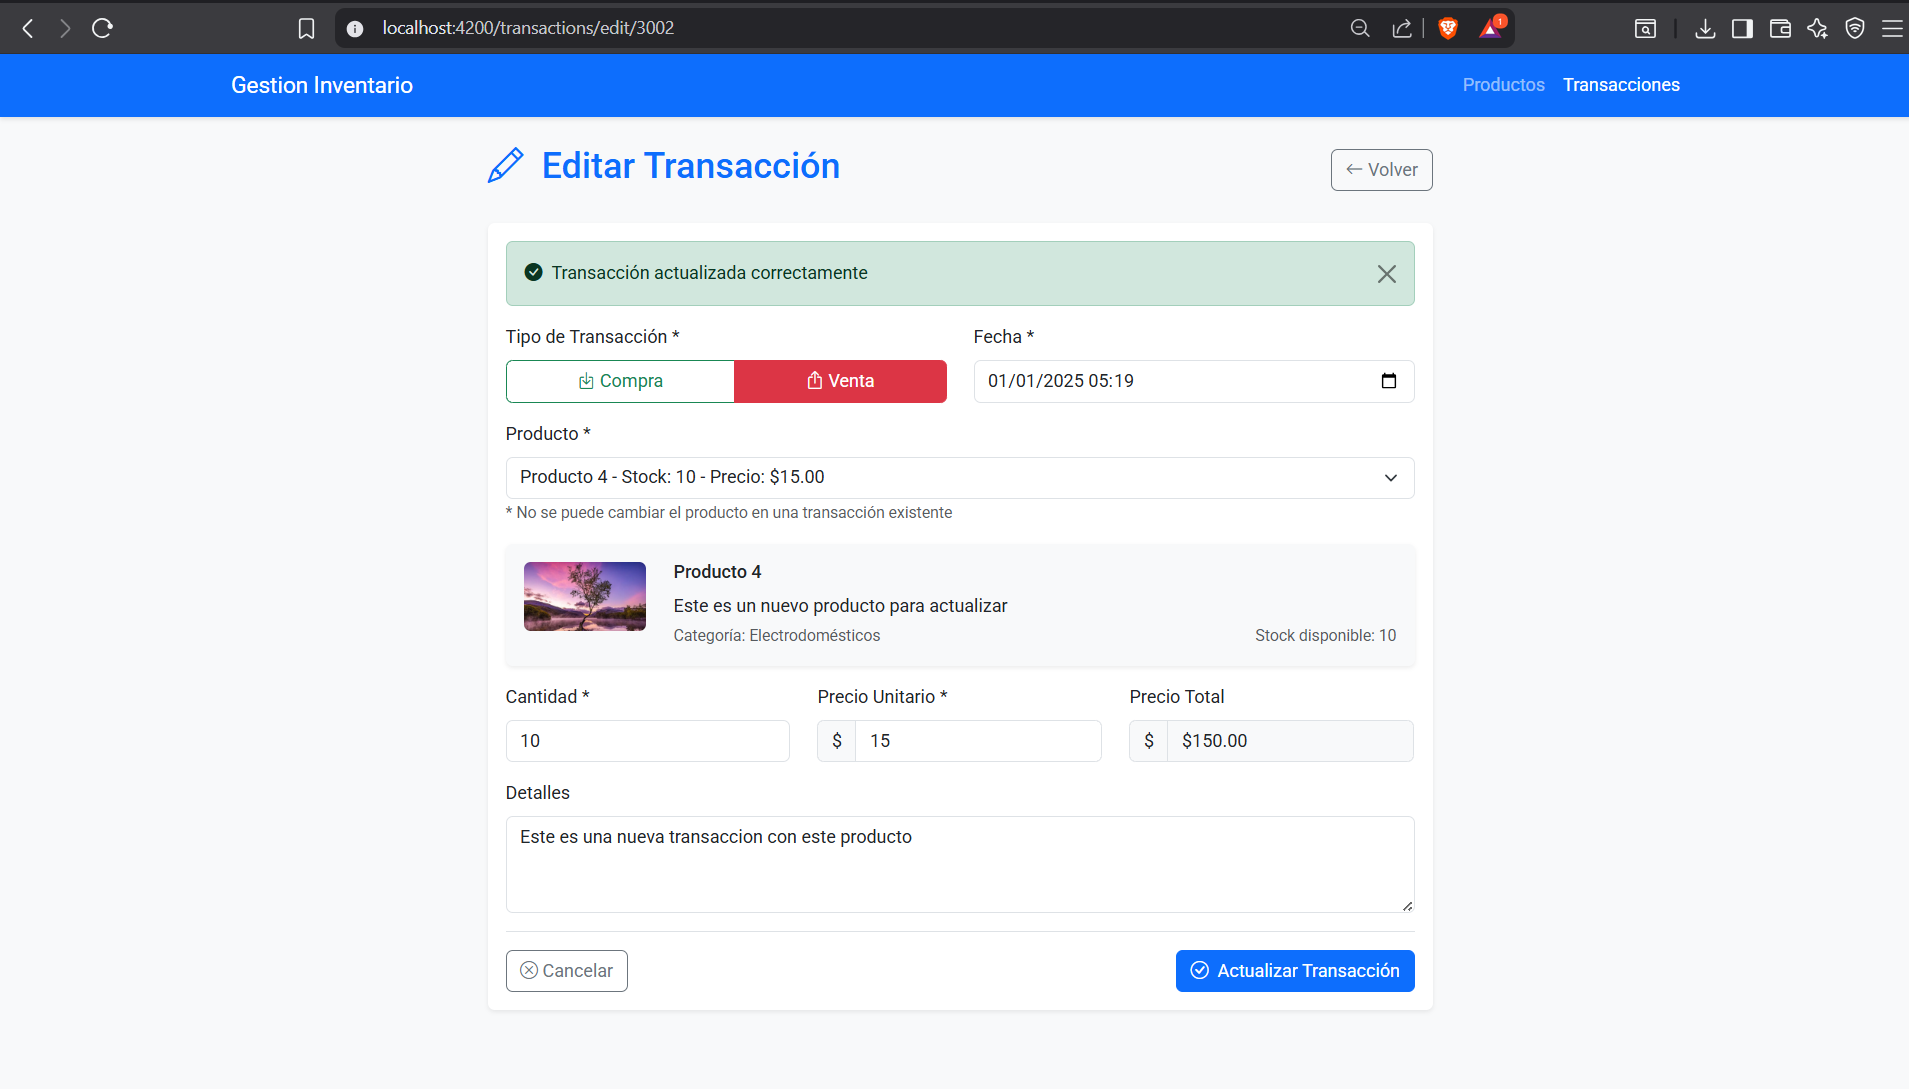 localhost:4200/transactions/edit/3002
1
Gestion Inventario
Productos
Transacciones
Editar Transacción
← Volver
Transacción actualizada correctamente
Tipo de Transacción *
Fecha *
Compra
Venta
01/01/2025 05:19
Producto *
Producto 4 - Stock: 10 - Precio: $15.00
* No se puede cambiar el producto en una transacción existente
Producto 4
Este es un nuevo producto para actualizar
Categoría: Electrodomésticos
Stock disponible: 10
Cantidad *
Precio Unitario *
Precio Total
10
$ 15
$ $150.00
Detalles
Este es una nueva transaccion con este producto
Cancelar
Actualizar Transacción